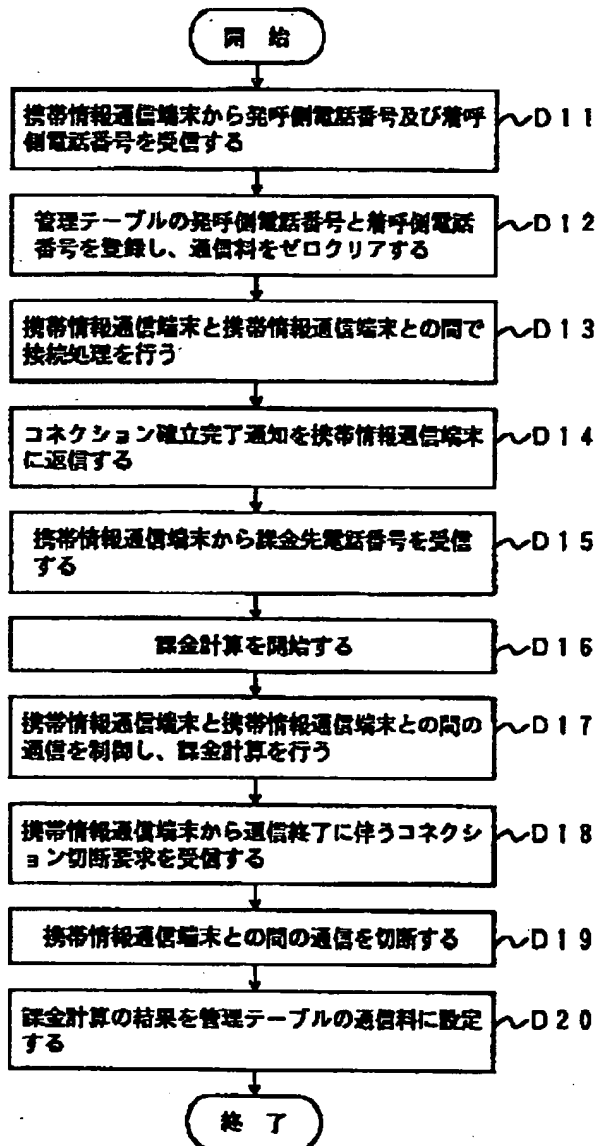 開 始
携帯情報通信端末から発呼側電話番号及び着呼
側電話番号を受信する
D11
管理テーブルの発呼側電話番号と着呼側電話
番号を登録し、通信料をゼロクリアする
D12
携帯情報通信端末と携帯情報通信端末との間で
接続処理を行う
D13
コネクション確立完了通知を携帯情報通信端末
に返信する
D14
携帯情報通信端末から課金先電話番号を受信
する
D15
課金計算を開始する
D16
携帯情報通信端末と携帯情報通信端末との間の
通信を制御し、課金計算を行う
D17
携帯情報通信端末から通信終了に伴うコネクシ
ョン切断要求を受信する
D18
携帯情報通信端末との間の通信を切断する
D19
課金計算の結果を管理テーブルの通信料に設定
する
D20
終 了